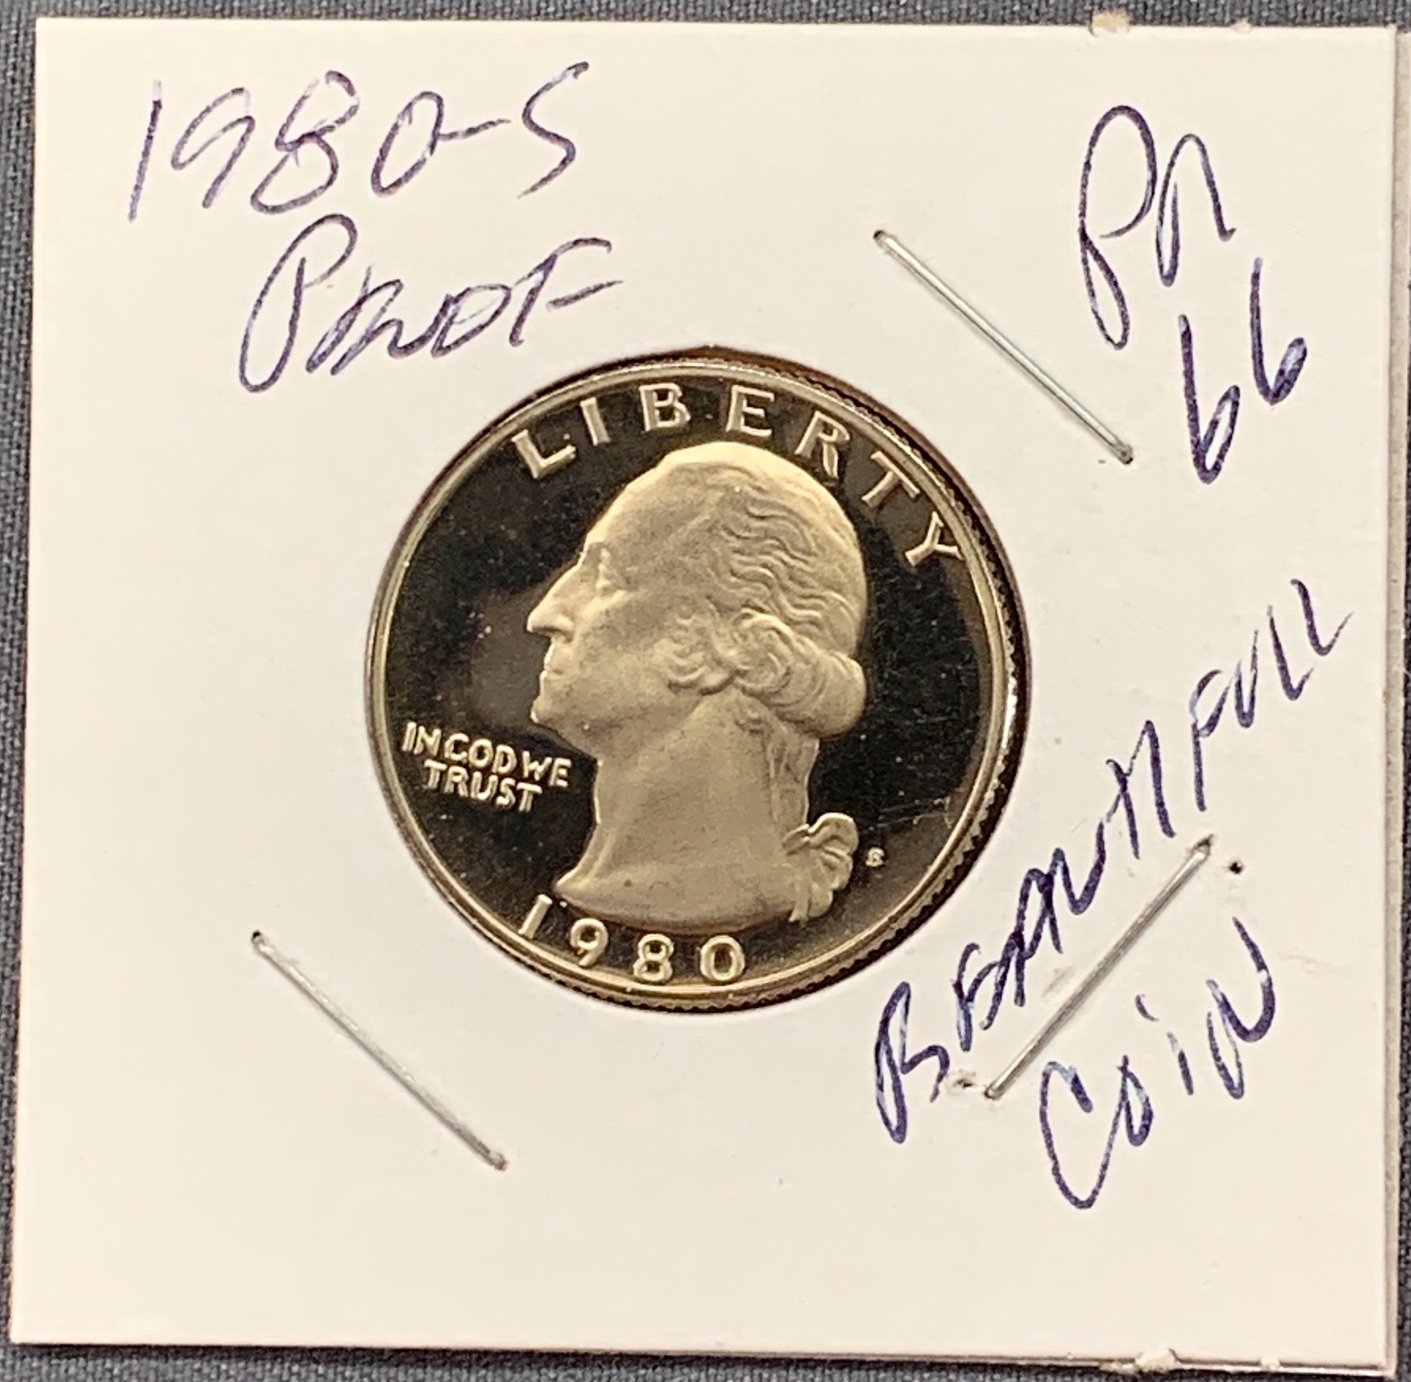 1980-S
PROOF
PR
66
BEAUTIFULL
COIN
LIBERTY
IN GOD WE
TRUST
S
1980